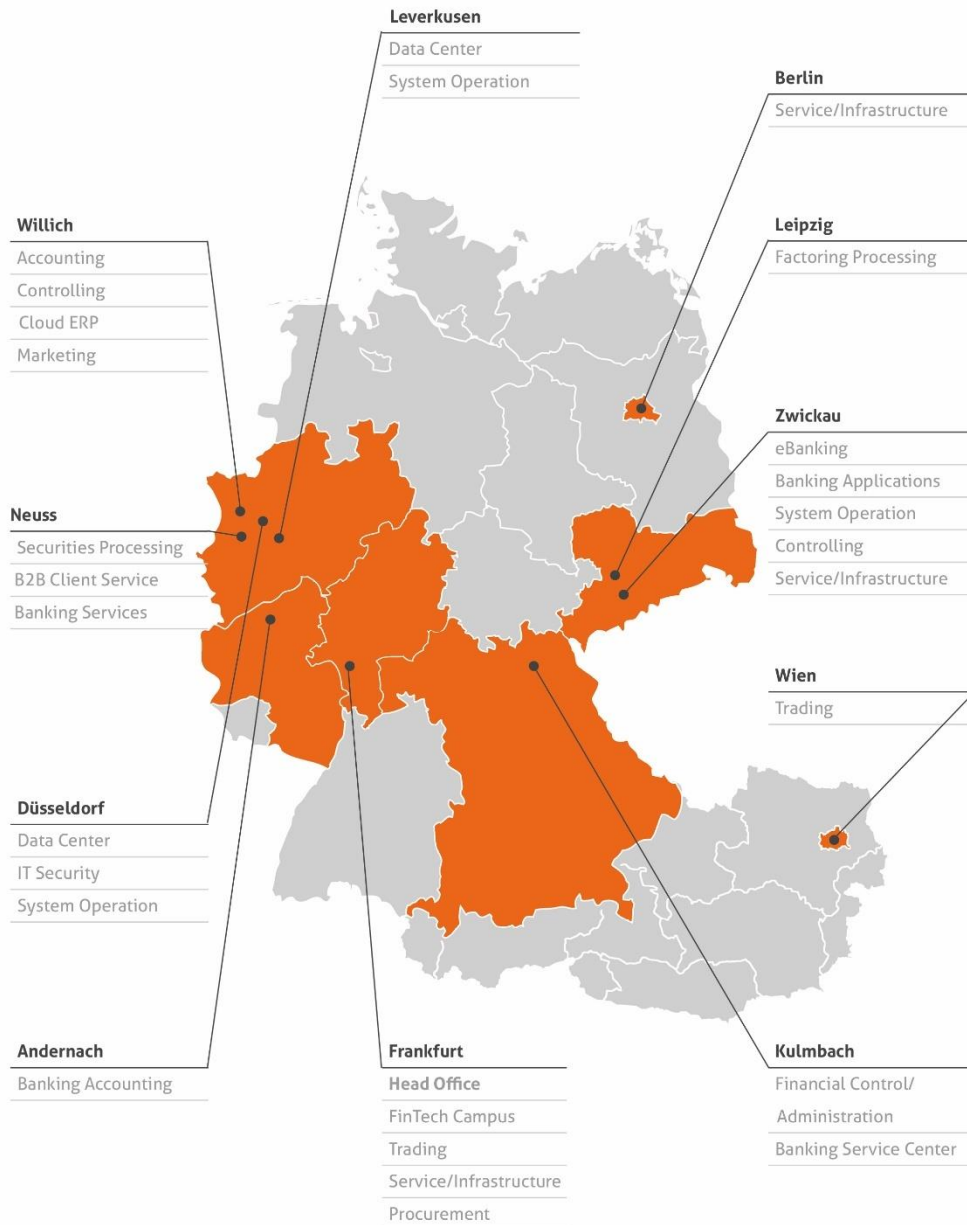 Leverkusen
Data Center
System Operation
Berlin
Service/Infrastructure
Willich
Accounting
Controlling
Cloud ERP
Marketing
Leipzig
Factoring Processing
Zwickau
eBanking
Banking Applications
System Operation
Controlling
Service/Infrastructure
Neuss
Securities Processing
B2B Client Service
Banking Services
Wien
Trading
Düsseldorf
Data Center
IT Security
System Operation
Andernach
Banking Accounting
Frankfurt
Head Office
FinTech Campus
Trading
Service/Infrastructure
Procurement
Kulmbach
Financial Control/
Administration
Banking Service Center